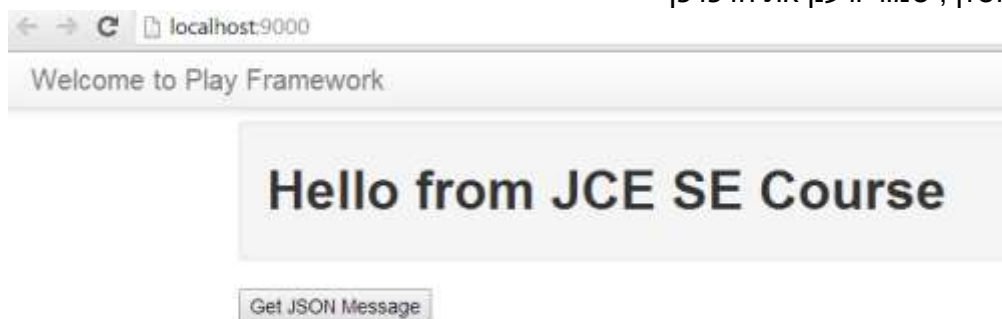 localhost:9000
Welcome to Play Framework
Hello from JCE SE Course
Get JSON Message